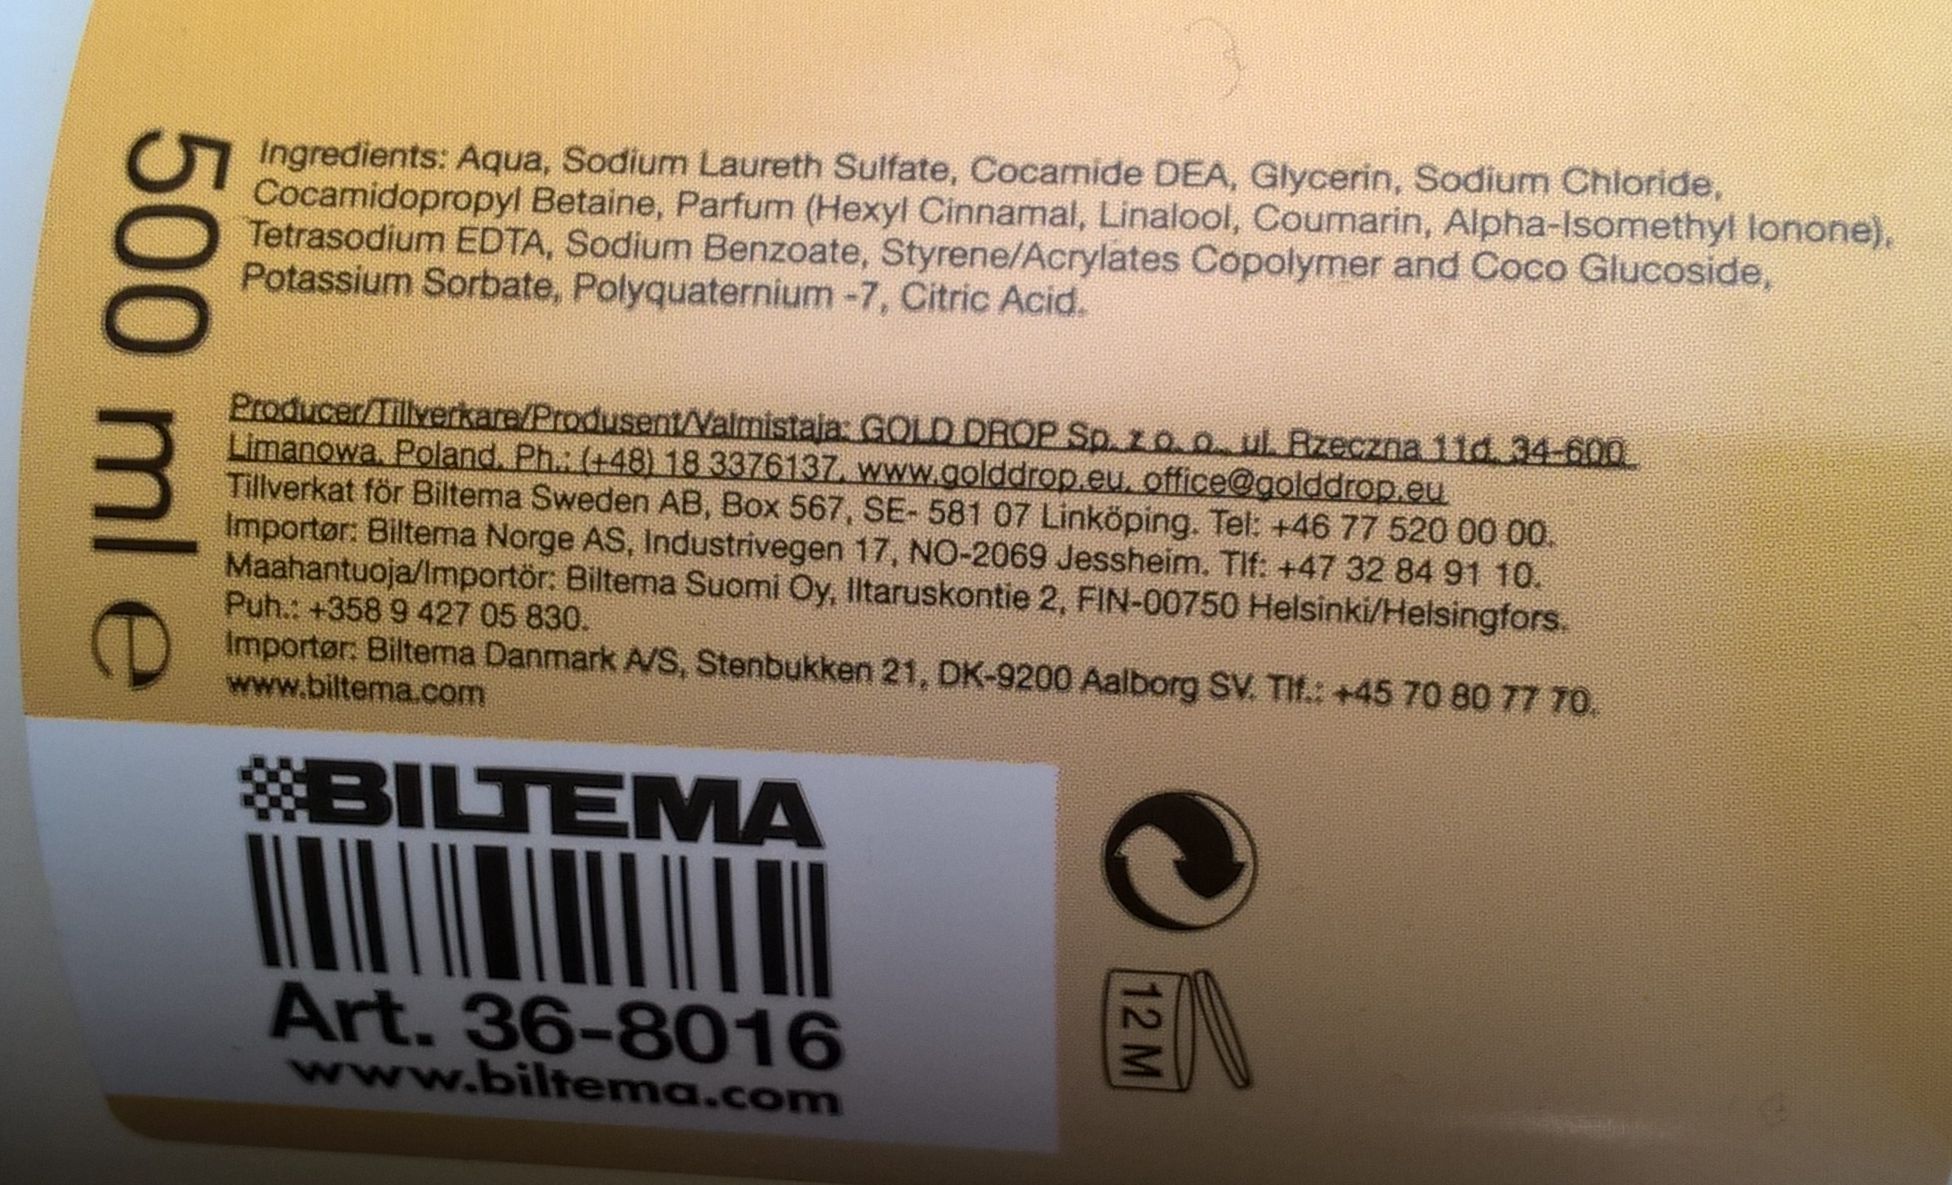 500 ml e
Ingredients: Aqua, Sodium Laureth Sulfate, Cocamide DEA, Glycerin, Sodium Chloride,
Cocamidopropyl Betaine, Parfum (Hexyl Cinnamal, Linalool, Coumarin, Alpha-Isomethyl Ionone),
Tetrasodium EDTA, Sodium Benzoate, Styrene/Acrylates Copolymer and Coco Glucoside,
Potassium Sorbate, Polyquaternium -7, Citric Acid.
Producer/Tillverkare/Produsent/Valmistaja: GOLD DROP Sp. z o. o., ul. Rzeczna 11d, 34-600
Limanowa, Poland, Ph.: (+48) 18 3376137, www.golddrop.eu, office@golddrop.eu
Tillverkat för Biltema Sweden AB, Box 567, SE- 581 07 Linköping. Tel: +46 77 520 00 00.
Importør: Biltema Norge AS, Industrivegen 17, NO-2069 Jessheim. Tlf: +47 32 84 91 10.
Maahantuoja/Importör: Biltema Suomi Oy, Iltaruskontie 2, FIN-00750 Helsinki/Helsingfors.
Puh.: +358 9 427 05 830.
Importør: Biltema Danmark A/S, Stenbukken 21, DK-9200 Aalborg SV. Tlf.: +45 70 80 77 70.
www.biltema.com
BILTEMA
Art. 36-8016
www.biltema.com
12 M